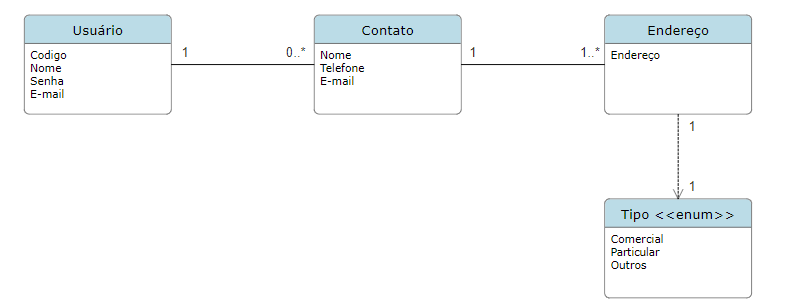 Usuário
Codigo
Nome
Senha
E-mail
1
0..*
Contato
Nome
Telefone
E-mail
1
1..*
Endereço
Endereço
1
1
Tipo <<enum>>
Comercial
Particular
Outros